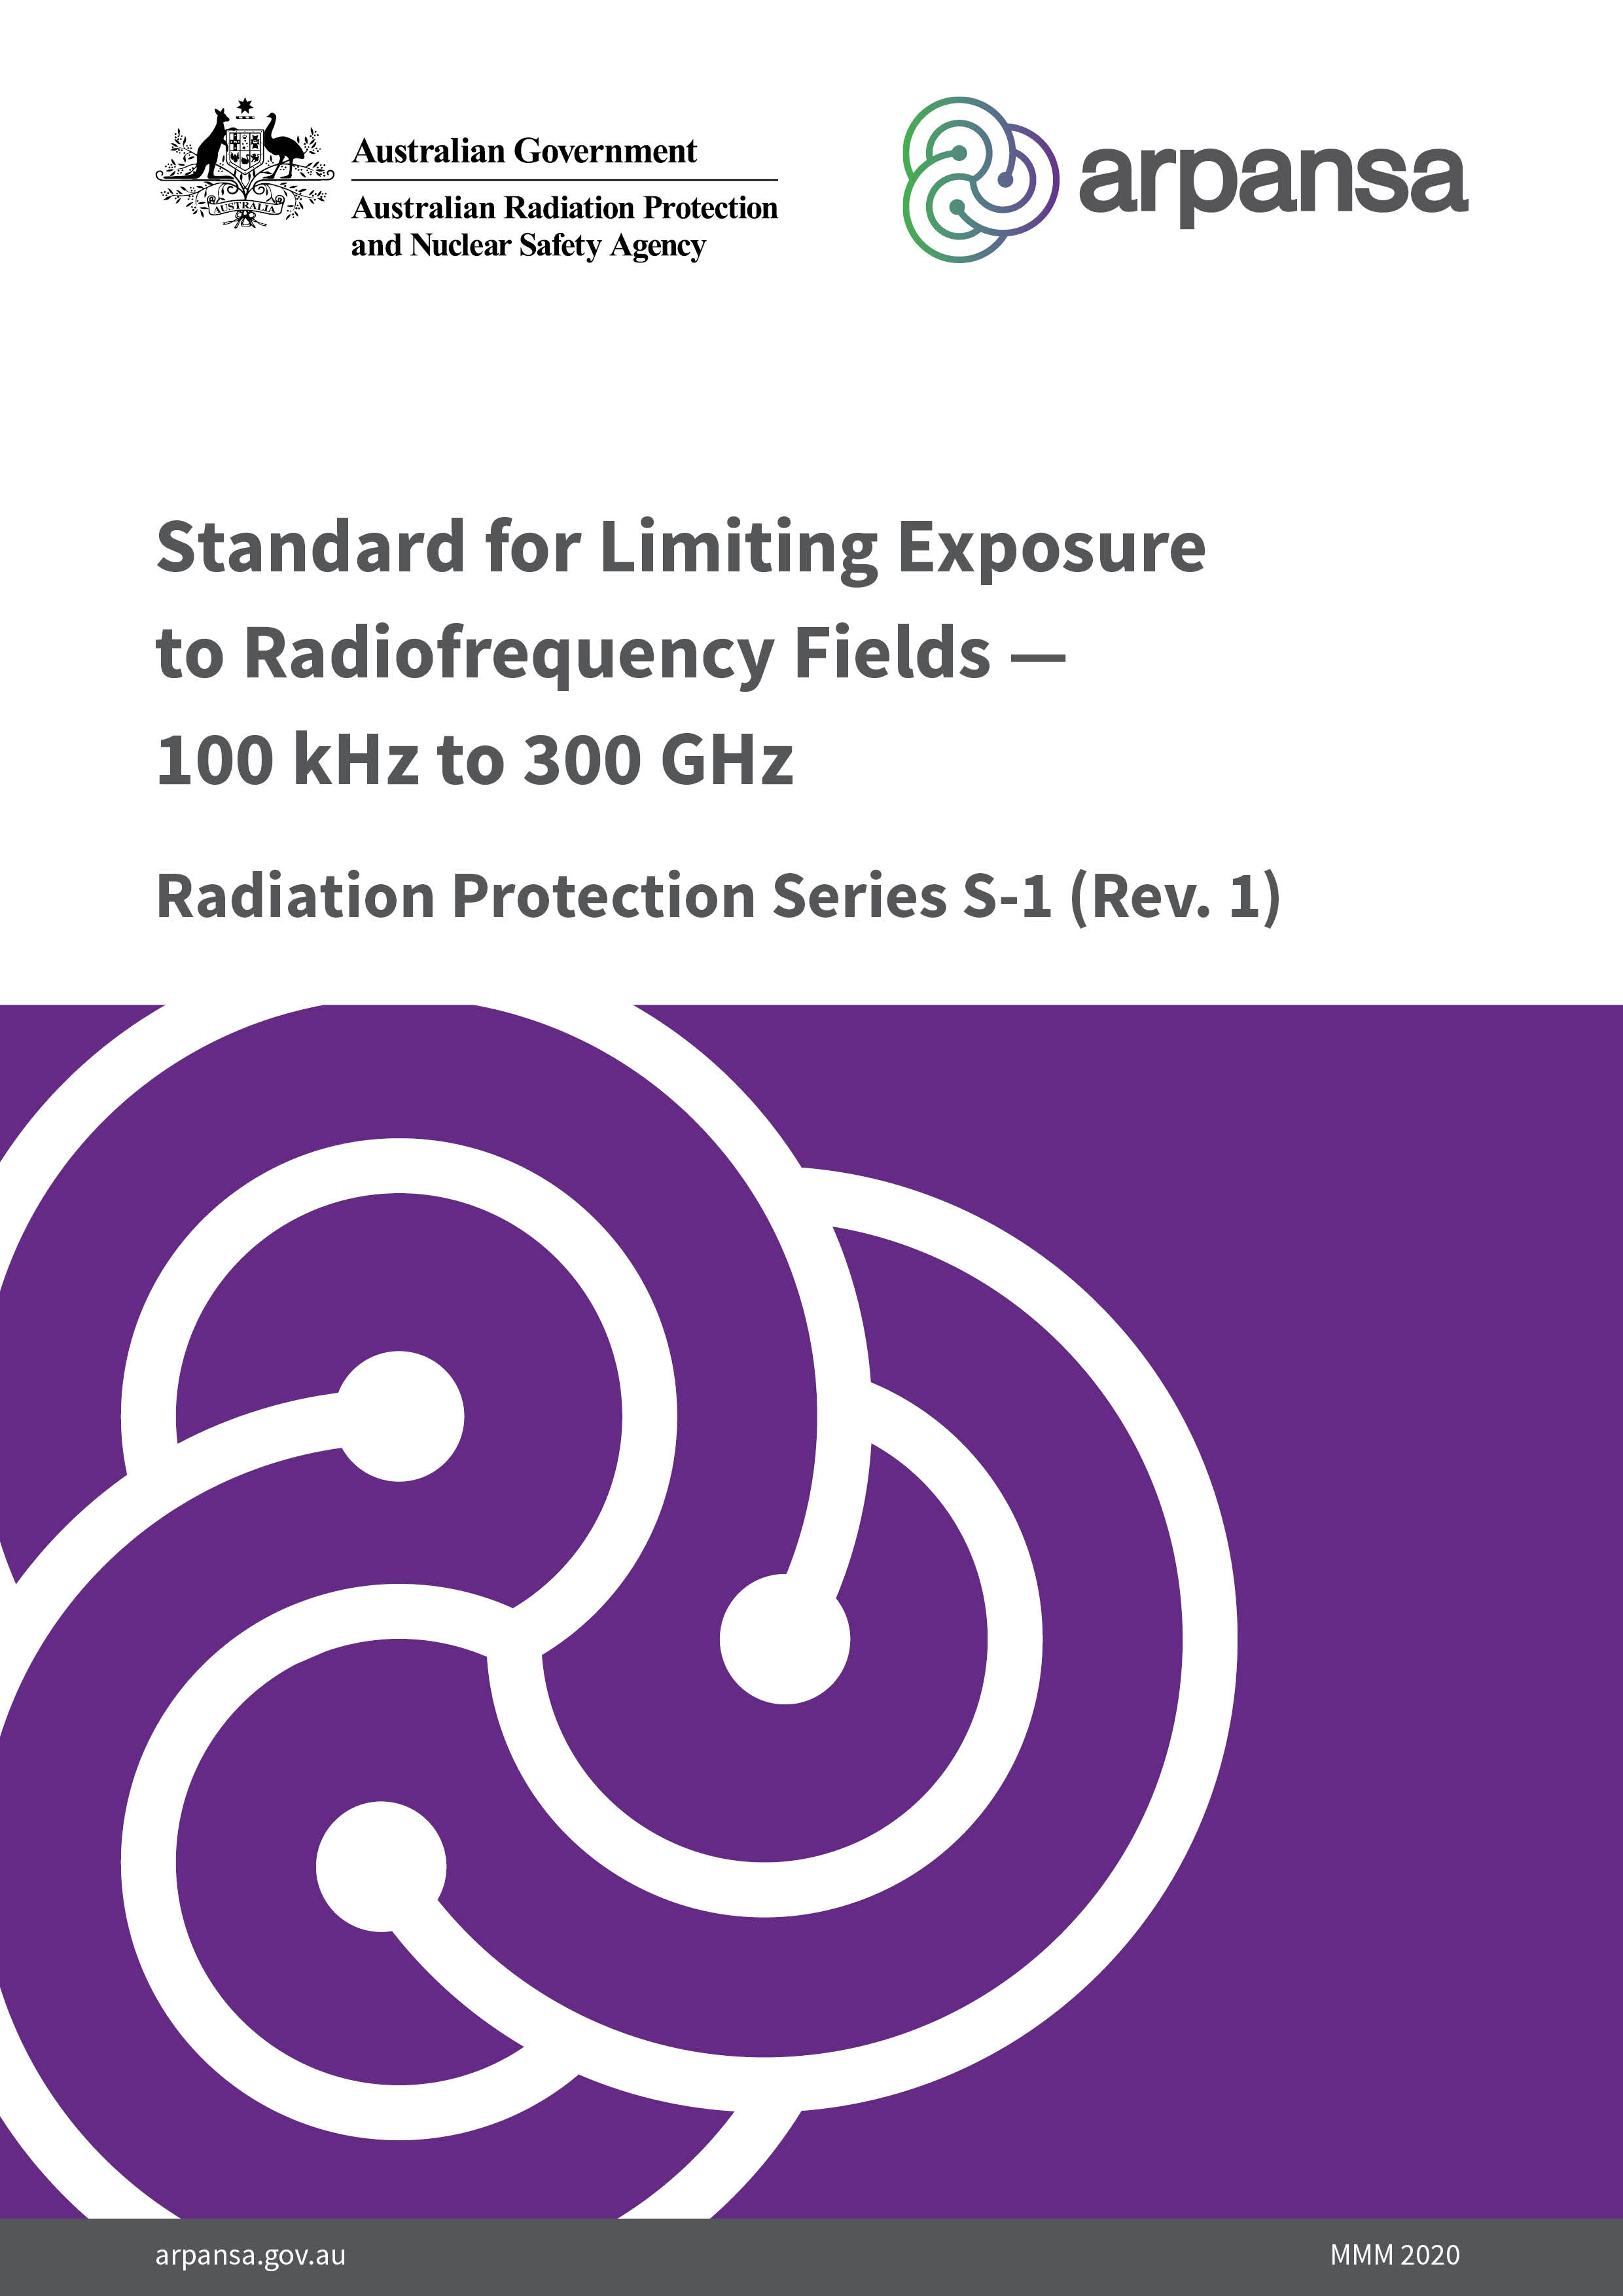 AUSTRALIA
Australian Government
Australian Radiation Protection
and Nuclear Safety Agency
arpansa
Standard for Limiting Exposure
to Radiofrequency Fields —
100 kHz to 300 GHz
Radiation Protection Series S-1 (Rev. 1)
arpansa.gov.au
MMM 2020